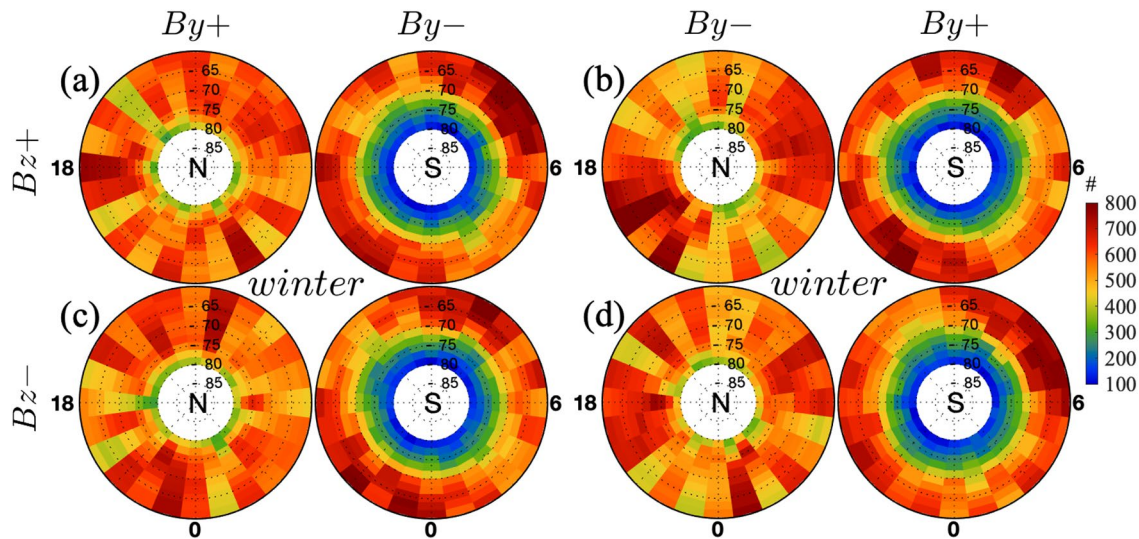 By+ By− By− By+
(a) (b)
Bz+
65 65 65 65
70 70 70 70
75 75 75 75
80 80 80 80
85 85 85 85
18 N S 6 18 N S 6
#
800
700
600
500
400
300
200
100
winter winter
(c) (d)
Bz−
65 65 65 65
70 70 70 70
75 75 75 75
80 80 80 80
85 85 85 85
18 N S 6 18 N S 6
0 0 0 0